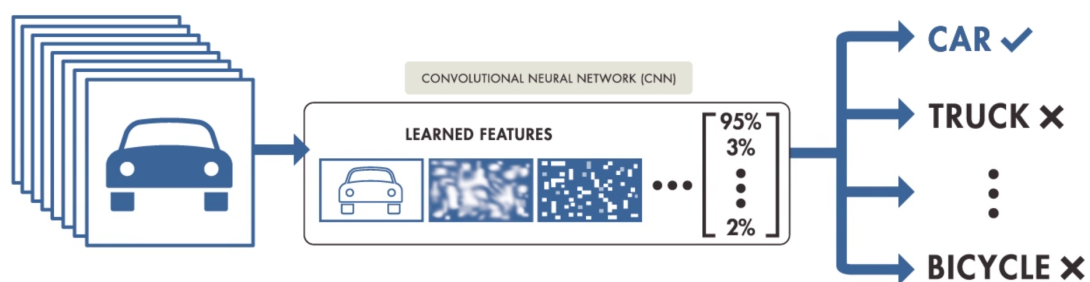 CONVOLUTIONAL NEURAL NETWORK (CNN)
LEARNED FEATURES
95%
3%
2%
CAR
TRUCK
BICYCLE